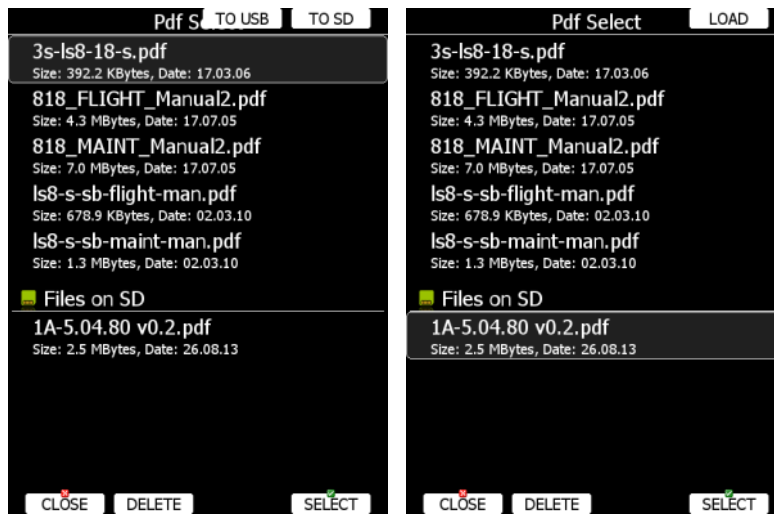 Pdf Se
TO USB
TO SD
3s-ls8-18-s.pdf
Size: 392.2 KBytes, Date: 17.03.06
818_FLIGHT_Manual2.pdf
Size: 4.3 MBytes, Date: 17.07.05
818_MAINT_Manual2.pdf
Size: 7.0 MBytes, Date: 17.07.05
ls8-s-sb-flight-man.pdf
Size: 678.9 KBytes, Date: 02.03.10
ls8-s-sb-maint-man.pdf
Size: 1.3 MBytes, Date: 02.03.10
Files on SD
1A-5.04.80 v0.2.pdf
Size: 2.5 MBytes, Date: 26.08.13
CLOSE
DELETE
SELECT
Pdf Select
LOAD
3s-ls8-18-s.pdf
Size: 392.2 KBytes, Date: 17.03.06
818_FLIGHT_Manual2.pdf
Size: 4.3 MBytes, Date: 17.07.05
818_MAINT_Manual2.pdf
Size: 7.0 MBytes, Date: 17.07.05
ls8-s-sb-flight-man.pdf
Size: 678.9 KBytes, Date: 02.03.10
ls8-s-sb-maint-man.pdf
Size: 1.3 MBytes, Date: 02.03.10
Files on SD
1A-5.04.80 v0.2.pdf
Size: 2.5 MBytes, Date: 26.08.13
CLOSE
DELETE
SELECT